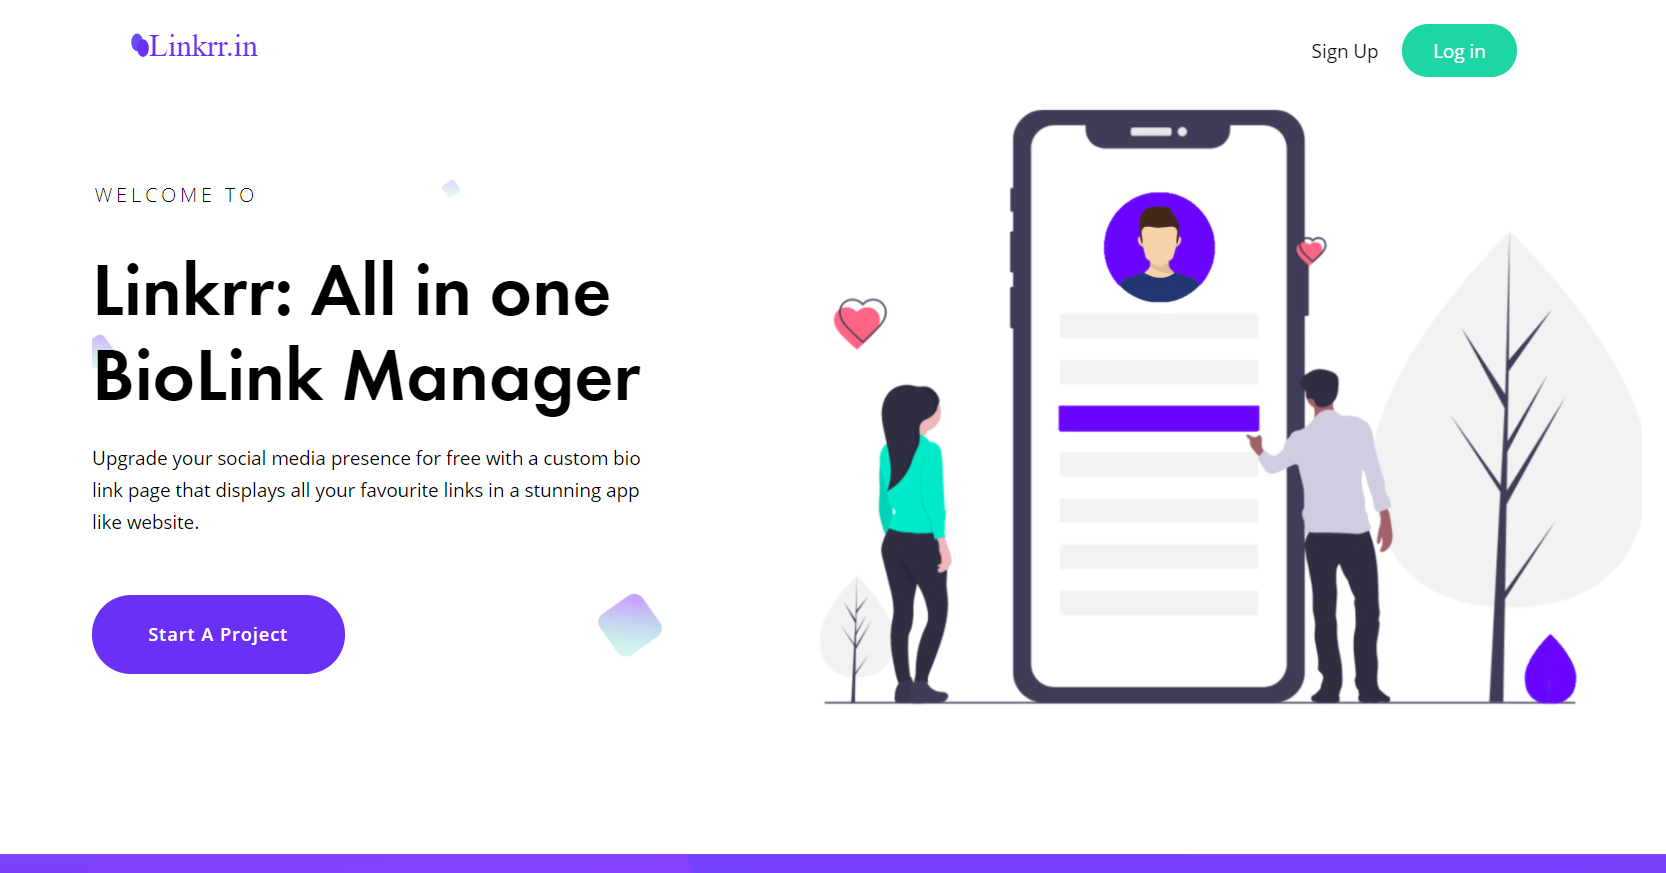 Linkrr.in
Sign Up
Log in
WELCOME TO
Linkrr: All in one
BioLink Manager
Upgrade your social media presence for free with a custom bio
link page that displays all your favourite links in a stunning app
like website.
Start A Project